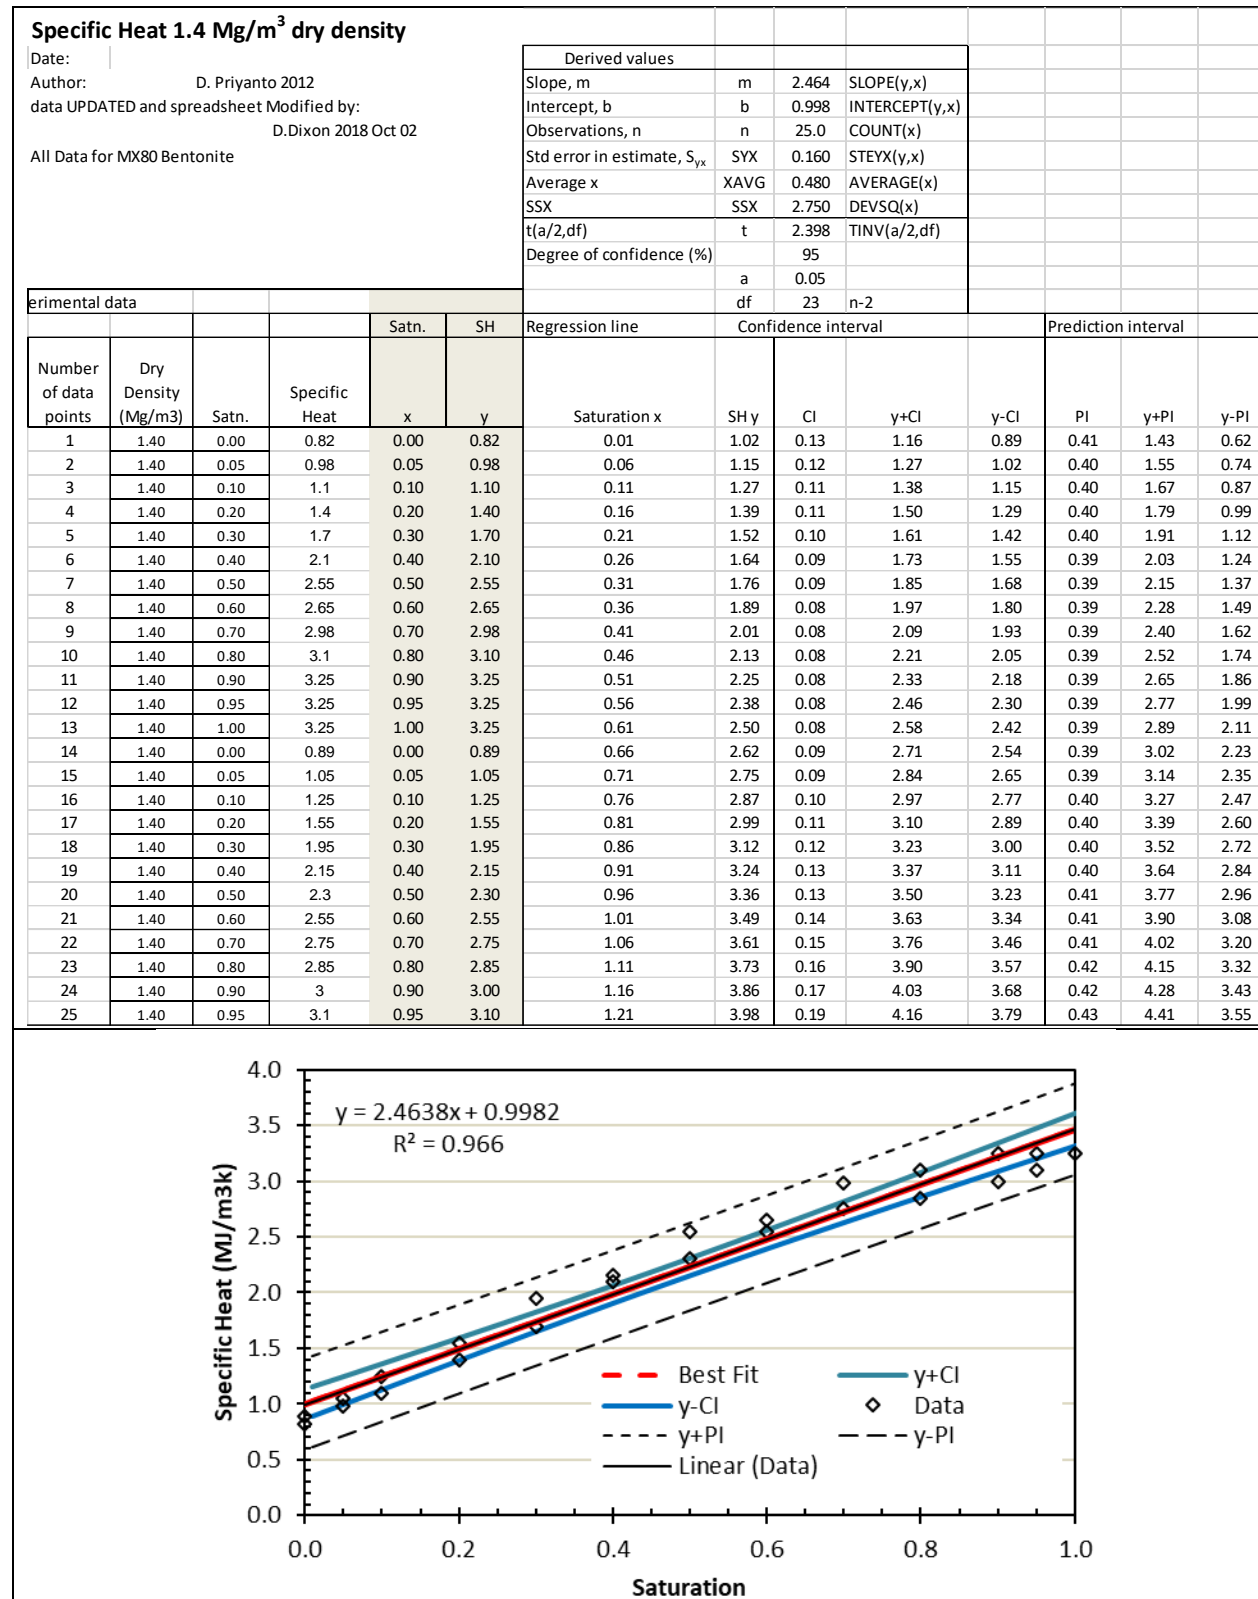 Specific Heat 1.4 Mg/m³ dry density
Date:
Author: D. Priyanto 2012
data UPDATED and spreadsheet Modified by:
D.Dixon 2018 Oct 02
All Data for MX80 Bentonite
Derived values
Slope, m m 2.464 SLOPE(y,x)
Intercept, b b 0.998 INTERCEPT(y,x)
Observations, n n 25.0 COUNT(x)
Std error in estimate, Syx SYX 0.160 STEYX(y,x)
Average x XAVG 0.480 AVERAGE(x)
SSX SSX 2.750 DEVSQ(x)
t(a/2,df) t 2.398 TINV(a/2,df)
Degree of confidence (%) 95
a 0.05
erimental data df 23 n-2
Satn. SH Regression line Confidence interval Prediction interval
Number of data points Dry Density (Mg/m3) Satn. Specific Heat x y Saturation x SH y CI y+CI y-CI PI y+PI y-PI
1 1.40 0.00 0.82 0.00 0.82 0.01 1.02 0.13 1.16 0.89 0.41 1.43 0.62
2 1.40 0.05 0.98 0.05 0.98 0.06 1.15 0.12 1.27 1.02 0.40 1.55 0.74
3 1.40 0.10 1.1 0.10 1.10 0.11 1.27 0.11 1.38 1.15 0.40 1.67 0.87
4 1.40 0.20 1.4 0.20 1.40 0.16 1.39 0.11 1.50 1.29 0.40 1.79 0.99
5 1.40 0.30 1.7 0.30 1.70 0.21 1.52 0.10 1.61 1.42 0.40 1.91 1.12
6 1.40 0.40 2.1 0.40 2.10 0.26 1.64 0.09 1.73 1.55 0.39 2.03 1.24
7 1.40 0.50 2.55 0.50 2.55 0.31 1.76 0.09 1.85 1.68 0.39 2.15 1.37
8 1.40 0.60 2.65 0.60 2.65 0.36 1.89 0.08 1.97 1.80 0.39 2.28 1.49
9 1.40 0.70 2.98 0.70 2.98 0.41 2.01 0.08 2.09 1.93 0.39 2.40 1.62
10 1.40 0.80 3.1 0.80 3.10 0.46 2.13 0.08 2.21 2.05 0.39 2.52 1.74
11 1.40 0.90 3.25 0.90 3.25 0.51 2.25 0.08 2.33 2.18 0.39 2.65 1.86
12 1.40 0.95 3.25 0.95 3.25 0.56 2.38 0.08 2.46 2.30 0.39 2.77 1.99
13 1.40 1.00 3.25 1.00 3.25 0.61 2.50 0.08 2.58 2.42 0.39 2.89 2.11
14 1.40 0.00 0.89 0.00 0.89 0.66 2.62 0.09 2.71 2.54 0.39 3.02 2.23
15 1.40 0.05 1.05 0.05 1.05 0.71 2.75 0.09 2.84 2.65 0.39 3.14 2.35
16 1.40 0.10 1.25 0.10 1.25 0.76 2.87 0.10 2.97 2.77 0.40 3.27 2.47
17 1.40 0.20 1.55 0.20 1.55 0.81 2.99 0.11 3.10 2.89 0.40 3.39 2.60
18 1.40 0.30 1.95 0.30 1.95 0.86 3.12 0.12 3.23 3.00 0.40 3.52 2.72
19 1.40 0.40 2.15 0.40 2.15 0.91 3.24 0.13 3.37 3.11 0.40 3.64 2.84
20 1.40 0.50 2.3 0.50 2.30 0.96 3.36 0.13 3.50 3.23 0.41 3.77 2.96
21 1.40 0.60 2.55 0.60 2.55 1.01 3.49 0.14 3.63 3.34 0.41 3.90 3.08
22 1.40 0.70 2.75 0.70 2.75 1.06 3.61 0.15 3.76 3.46 0.41 4.02 3.20
23 1.40 0.80 2.85 0.80 2.85 1.11 3.73 0.16 3.90 3.57 0.42 4.15 3.32
24 1.40 0.90 3 0.90 3.00 1.16 3.86 0.17 4.03 3.68 0.42 4.28 3.43
25 1.40 0.95 3.1 0.95 3.10 1.21 3.98 0.19 4.16 3.79 0.43 4.41 3.55
4.0
y = 2.4638x + 0.9982
R² = 0.966
3.5
3.0
2.5
2.0
1.5
1.0
0.5
0.0
Specific Heat (MJ/m3k)
Best Fit y+CI
y-CI Data
y+PI y-PI
Linear (Data)
0.0 0.2 0.4 0.6 0.8 1.0
Saturation